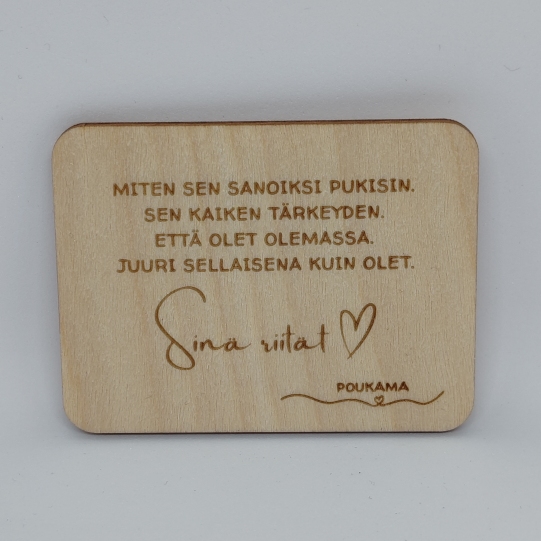 MITEN SEN SANOIKSI PUKISIN.
SEN KAIKEN TÄRKEYDEN.
ETTÄ OLET OLEMASSA.
JUURI SELLAISENA KUIN OLET.
Sinä riität
POUKAMA